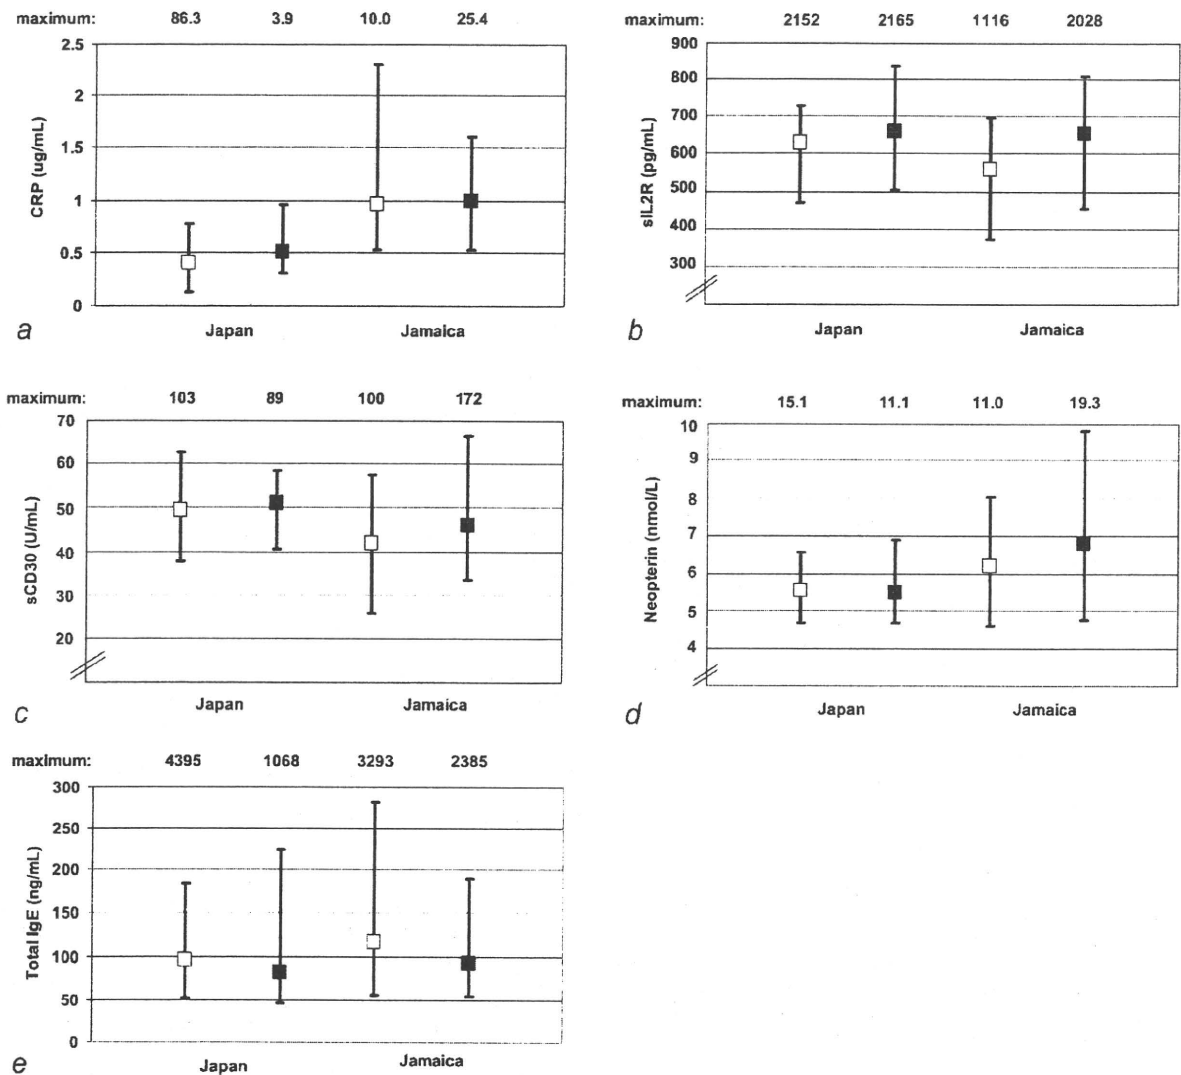 maximum: 86.3 3.9 10.0 25.4
2.5
2
1.5
1
0.5
0
CRP (ug/mL)
Japan Jamaica
a
maximum: 2152 2165 1116 2028
900
800
700
600
500
400
300
sIL2R (pg/mL)
Japan Jamaica
b
maximum: 103 89 100 172
70
60
50
40
30
20
sCD30 (U/mL)
Japan Jamaica
c
maximum: 15.1 11.1 11.0 19.3
10
9
8
7
6
5
4
Neopterin (nmol/L)
Japan Jamaica
d
maximum: 4395 1068 3293 2385
300
250
200
150
100
50
0
Total IgE (ng/mL)
Japan Jamaica
e